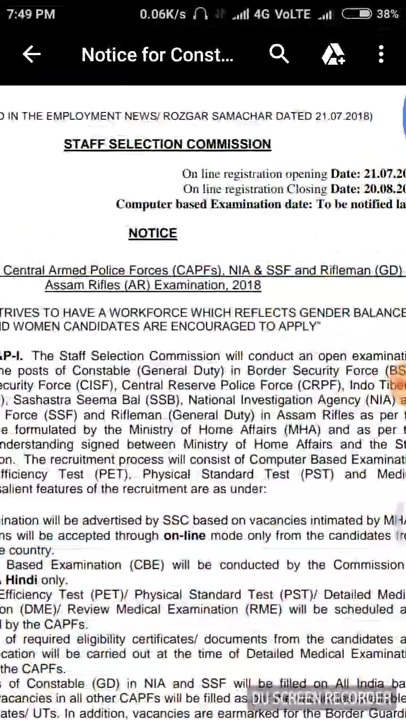 7:49 PM 0.06K/s 4G VoLTE 38%
Notice for Const...
D IN THE EMPLOYMENT NEWS/ ROZGAR SAMACHAR DATED 21.07.2018)
STAFF SELECTION COMMISSION
On line registration opening Date: 21.07.20
On line registration Closing Date: 20.08.20
Computer based Examination date: To be notified la
NOTICE
Central Armed Police Forces (CAPFs), NIA & SSF and Rifleman (GD)
Assam Rifles (AR) Examination, 2018
TRIVES TO HAVE A WORKFORCE WHICH REFLECTS GENDER BALANCE
ND WOMEN CANDIDATES ARE ENCOURAGED TO APPLY”
&P-I. The Staff Selection Commission will conduct an open examinati
he posts of Constable (General Duty) in Border Security Force (BS
ecurity Force (CISF), Central Reserve Police Force (CRPF), Indo Tibe
), Sashastra Seema Bal (SSB), National Investigation Agency (NIA) a
Force (SSF) and Rifleman (General Duty) in Assam Rifles as per t
e formulated by the Ministry of Home Affairs (MHA) and as per t
nderstanding signed between Ministry of Home Affairs and the St
on. The recruitment process will consist of Computer Based Examinat
fficiency Test (PET), Physical Standard Test (PST) and Medi
salient features of the recruitment are as under:
ination will be advertised by SSC based on vacancies intimated by MH
ns will be accepted through on-line mode only from the candidates fr
e country.
Based Examination (CBE) will be conducted by the Commission
Hindi only.
Efficiency Test (PET)/ Physical Standard Test (PST)/ Detailed Medi
on (DME)/ Review Medical Examination (RME) will be scheduled a
d by the CAPFs.
of required eligibility certificates/ documents from the candidates a
cation will be carried out at the time of Detailed Medical Examinatio
the CAPFs.
s of Constable (GD) in NIA and SSF will be filled on All India ba
vacancies in all other CAPFs will be filled as
DU SCREEN RECORDER
ates/ UTs. In addition, vacancies are earmarked for the Border Guard